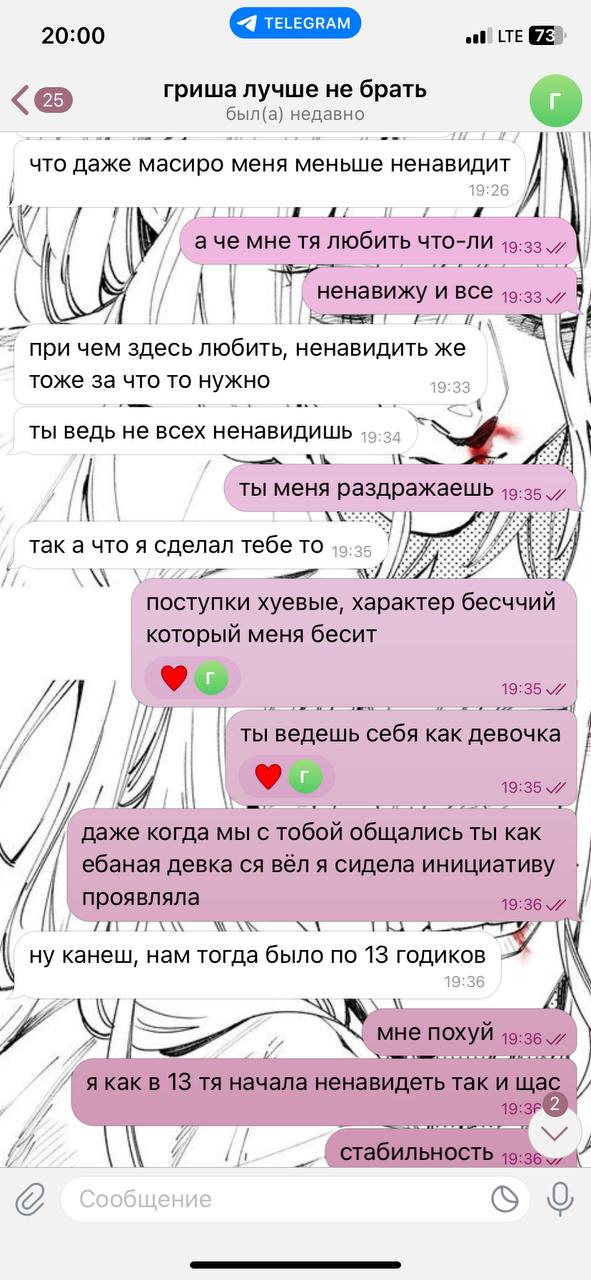 20:00
TELEGRAM
LTE
73
25
гриша лучше не брать
был(а) недавно
Г
что даже масиро меня меньше ненавидит
19:26
а че мне тя любить что-ли 19:33
ненавижу и все 19:33
при чем здесь любить, ненавидить же
тоже за что то нужно 19:33
ты ведь не всех ненавидишь 19:34
ты меня раздражаешь 19:35
так а что я сделал тебе то 19:35
поступки хуевые, характер бесччий
который меня бесит
Г
19:35
ты ведешь себя как девочка
Г
19:35
даже когда мы с тобой общались ты как
ебаная девка ся вёл я сидела инициативу
проявляла 19:36
ну канеш, нам тогда было по 13 годиков
19:36
мне похуй 19:36
я как в 13 тя начала ненавидеть так и щас
19:36
2
стабильность 19:36
Сообщение